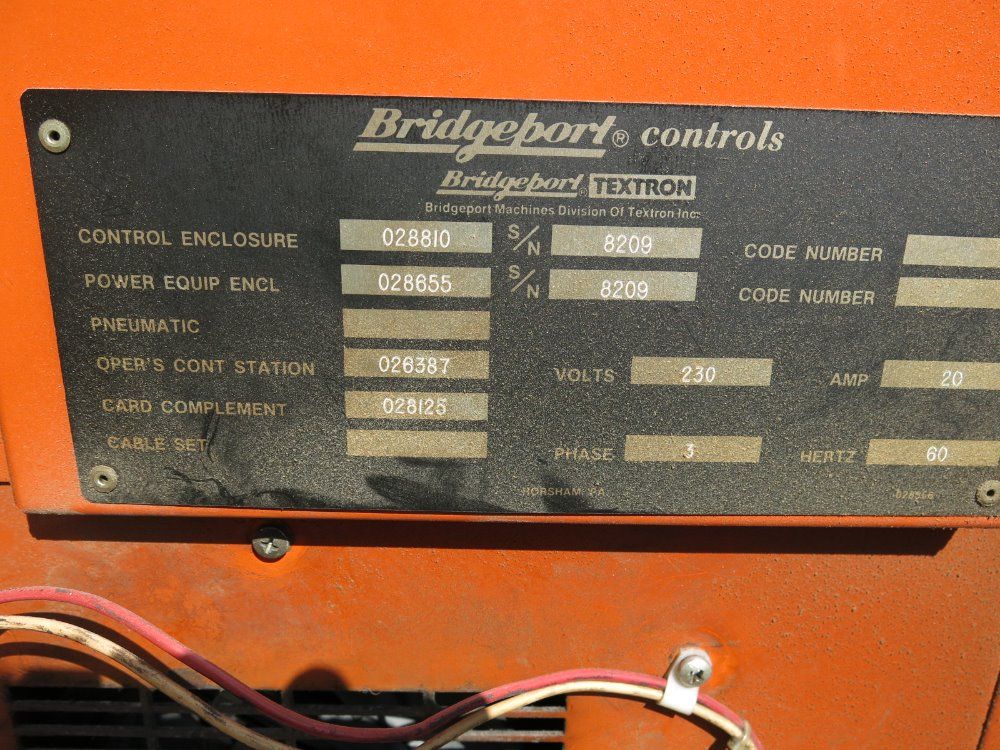 Bridgeport® controls
Bridgeport® TEXTRON
Bridgeport Machines Division Of Textron Inc.
CONTROL ENCLOSURE 028810 S/N 8209 CODE NUMBER
POWER EQUIP ENCL 028655 S/N 8209 CODE NUMBER
PNEUMATIC
OPER'S CONT STATION 026387 VOLTS 230 AMP 20
CARD COMPLEMENT 028125
CABLE SET PHASE 3 HERTZ 60
HORSHAM, PA.